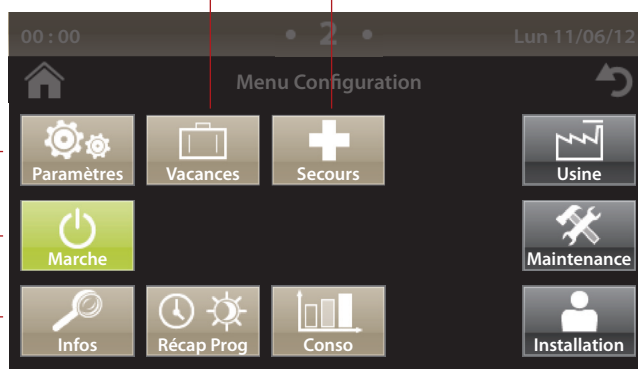 00 : 00 • 2 • Lun 11/06/12
Menu Configuration
Paramètres Vacances Secours Usine
Marche Maintenance
Infos Récap Prog Conso Installation